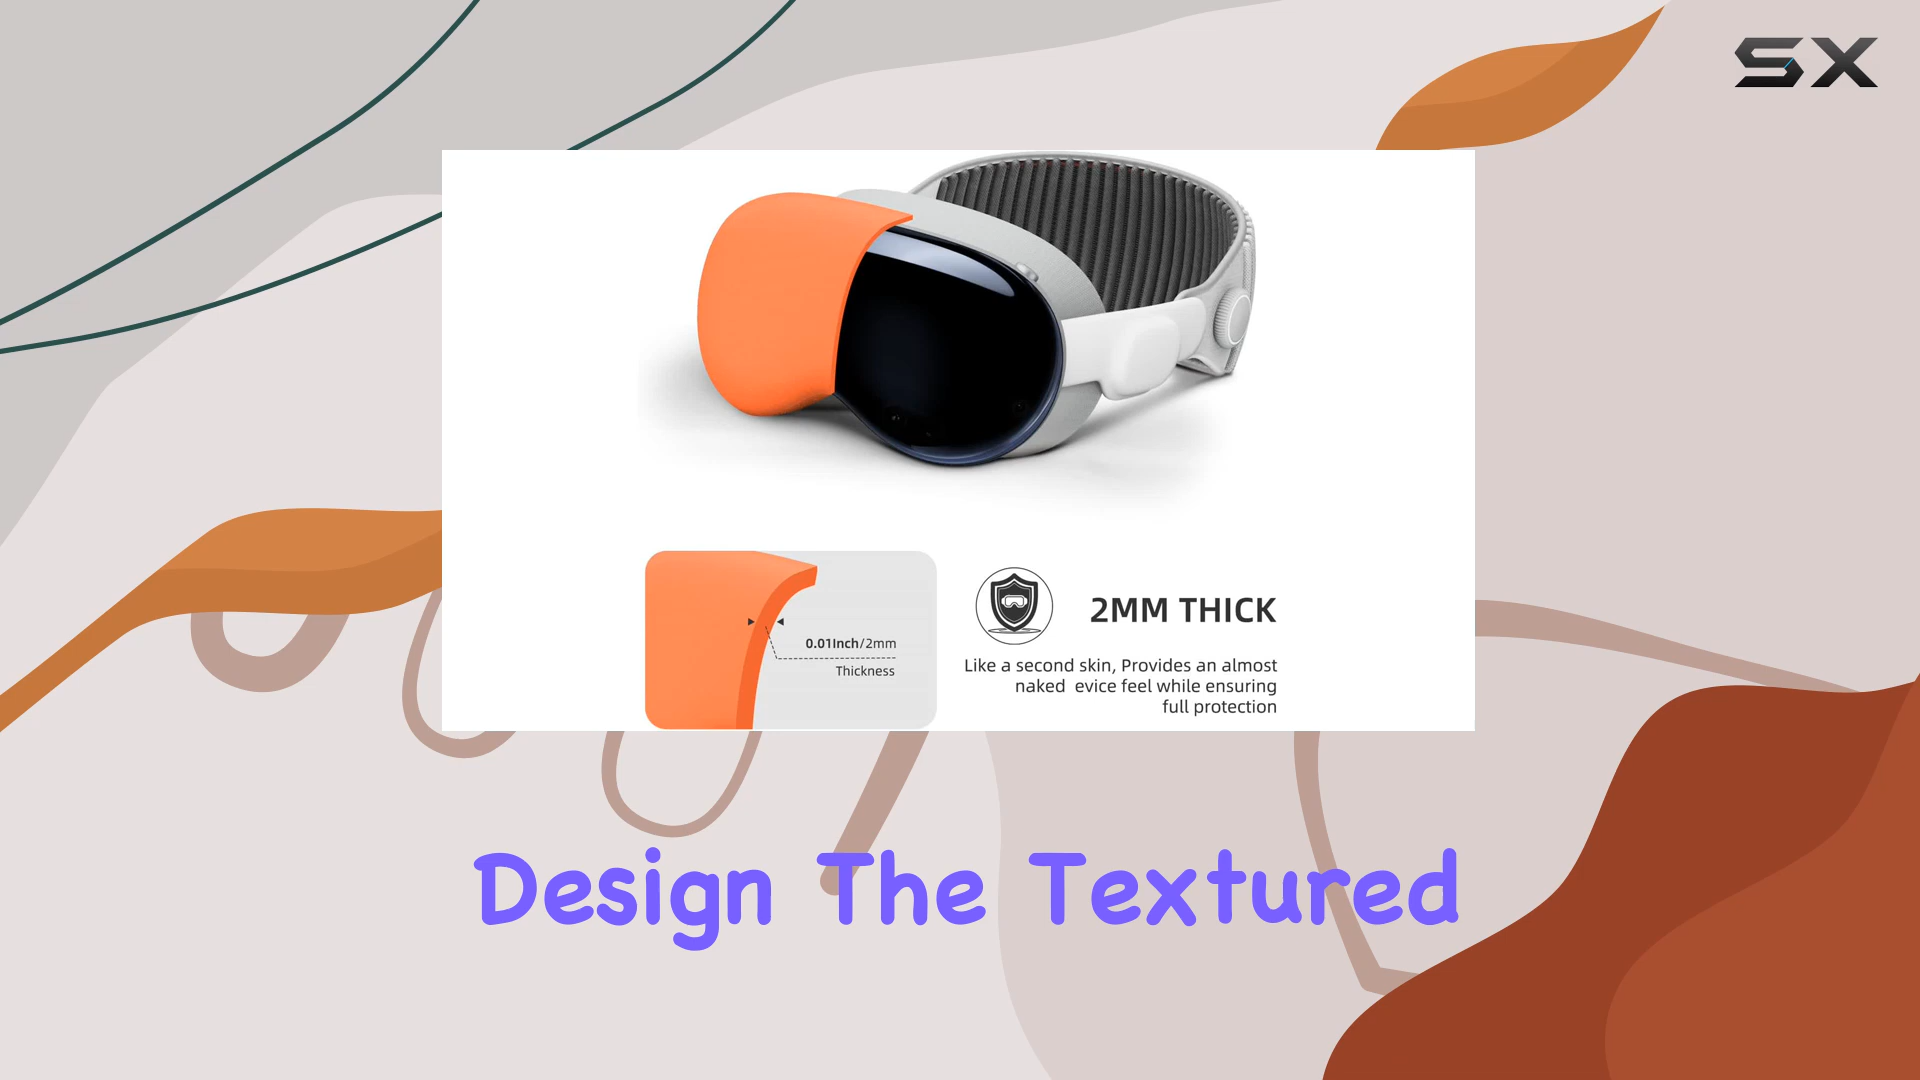 SX
0.01Inch/2mm
Thickness
2MM THICK
Like a second skin, Provides an almost
naked  evice feel while ensuring
full protection
Design The Textured